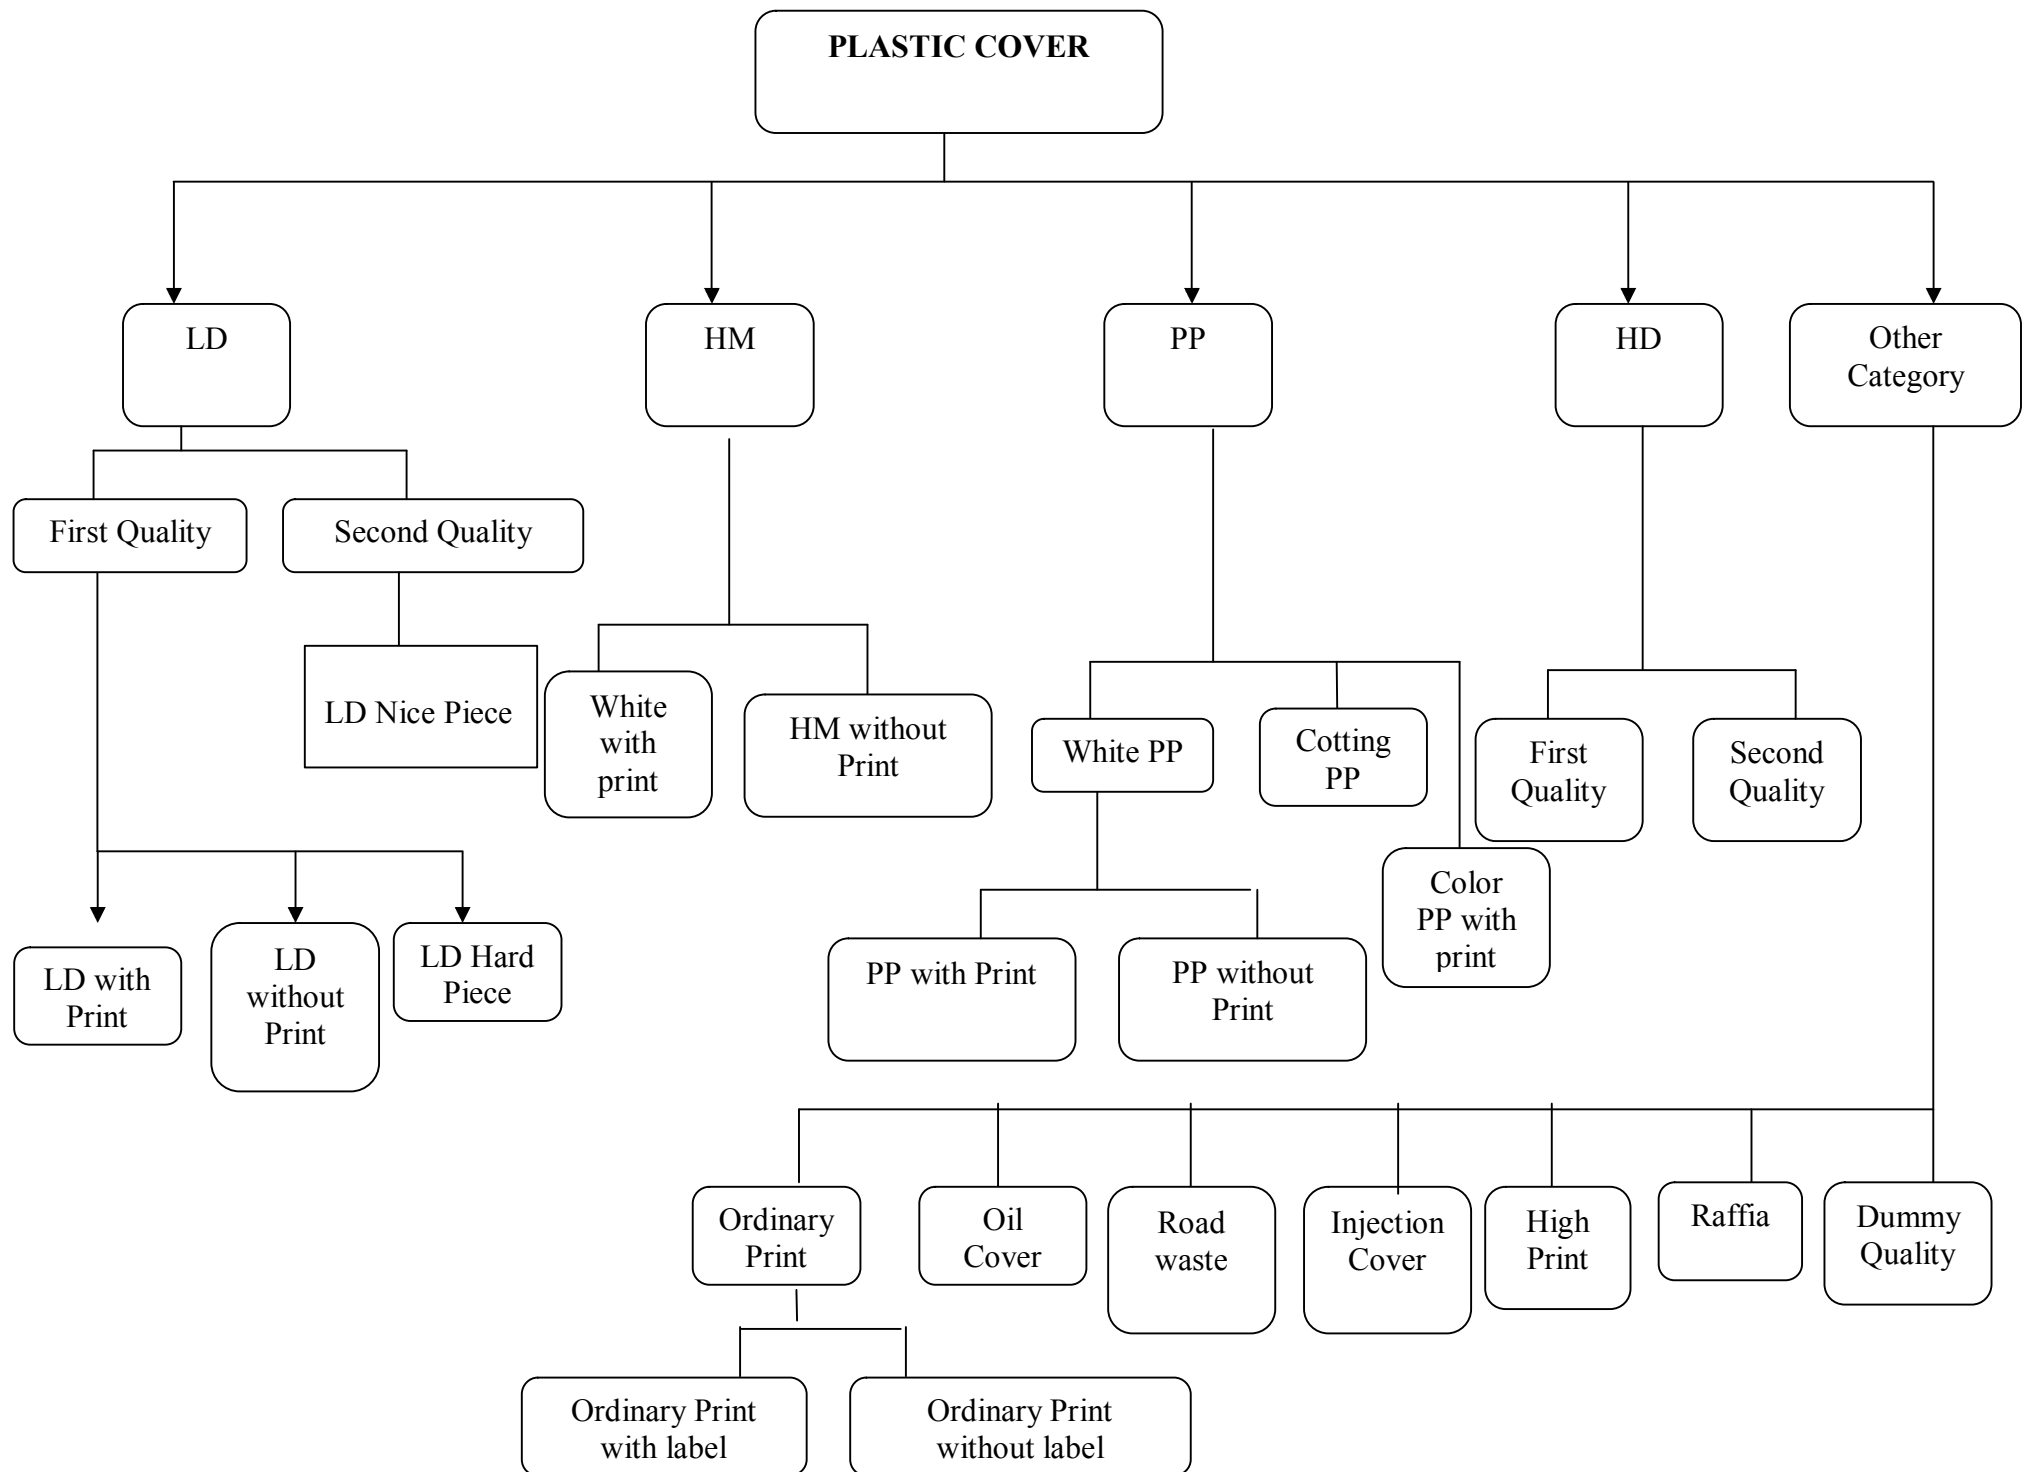 PLASTIC COVER
LD
HM
PP
HD
Other
Category
First Quality
Second Quality
LD Nice Piece
White
with
print
HM without
Print
White PP
Cotting
PP
First
Quality
Second
Quality
Color
PP with
print
LD with
Print
LD
without
Print
LD Hard
Piece
PP with Print
PP without
Print
Ordinary
Print
Oil
Cover
Road
waste
Injection
Cover
High
Print
Raffia
Dummy
Quality
Ordinary Print
with label
Ordinary Print
without label